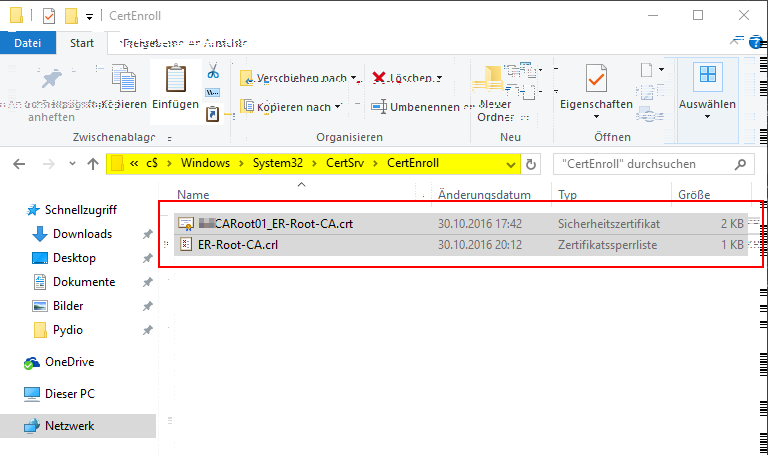 CertEnroll
Datei Start Freigeben Ansicht
Kopieren Einfügen
anheften
Verschieben nach
Kopieren nach
Löschen
Umbenennen
Neuer
Ordner
Eigenschaften
Auswählen
Zwischenablage Organisieren Neu Öffnen
« c$ Windows System32 CertSrv CertEnroll
"CertEnroll" durchsuchen
Name Änderungsdatum Typ Größe
CARoot01_ER-Root-CA.crt 30.10.2016 17:42 Sicherheitszertifikat 2 KB
ER-Root-CA.crl 30.10.2016 20:12 Zertifikatssperrliste 1 KB
Schnellzugriff
Downloads
Desktop
Dokumente
Bilder
Pydio
OneDrive
Dieser PC
Netzwerk